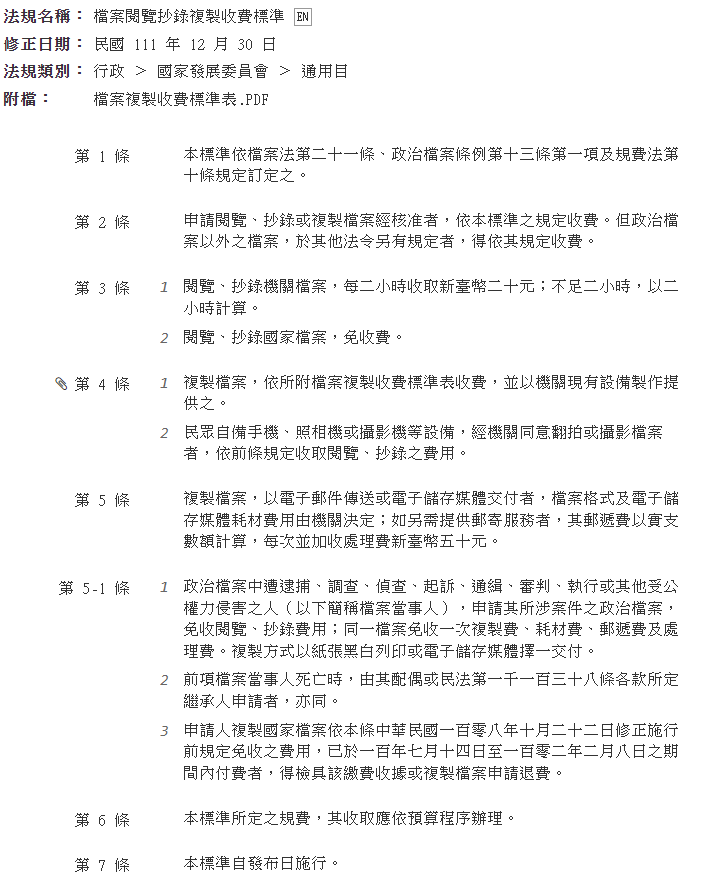 法規名稱： 檔案閱覽抄錄複製收費標準 EN
修正日期： 民國 111 年 12 月 30 日
法規類別： 行政 ＞ 國家發展委員會 ＞ 通用目
附檔： 檔案複製收費標準表.PDF
第 1 條 本標準依檔案法第二十一條、政治檔案條例第十三條第一項及規費法第
十條規定訂定之。
第 2 條 申請閱覽、抄錄或複製檔案經核准者，依本標準之規定收費。但政治檔
案以外之檔案，於其他法令另有規定者，得依其規定收費。
第 3 條 1 閱覽、抄錄機關檔案，每二小時收取新臺幣二十元；不足二小時，以二
小時計算。
2 閱覽、抄錄國家檔案，免收費。
第 4 條 1 複製檔案，依所附檔案複製收費標準表收費，並以機關現有設備製作提
供之。
2 民眾自備手機、照相機或攝影機等設備，經機關同意翻拍或攝影檔案
者，依前條規定收取閱覽、抄錄之費用。
第 5 條 複製檔案，以電子郵件傳送或電子儲存媒體交付者，檔案格式及電子儲
存媒體耗材費用由機關決定；如另需提供郵寄服務者，其郵遞費以實支
數額計算，每次並加收處理費新臺幣五十元。
第 5-1 條 1 政治檔案中遭逮捕、調查、偵查、起訴、通緝、審判、執行或其他受公
權力侵害之人（以下簡稱檔案當事人），申請其所涉案件之政治檔案，
免收閱覽、抄錄費用；同一檔案免收一次複製費、耗材費、郵遞費及處
理費。複製方式以紙張黑白列印或電子儲存媒體擇一交付。
2 前項檔案當事人死亡時，由其配偶或民法第一千一百三十八條各款所定
繼承人申請者，亦同。
3 申請人複製國家檔案依本條中華民國一百零八年十月二十二日修正施行
前規定免收之費用，已於一百年七月十四日至一百零二年二月八日之期
間內付費者，得檢具該繳費收據或複製檔案申請退費。
第 6 條 本標準所定之規費，其收取應依預算程序辦理。
第 7 條 本標準自發布日施行。